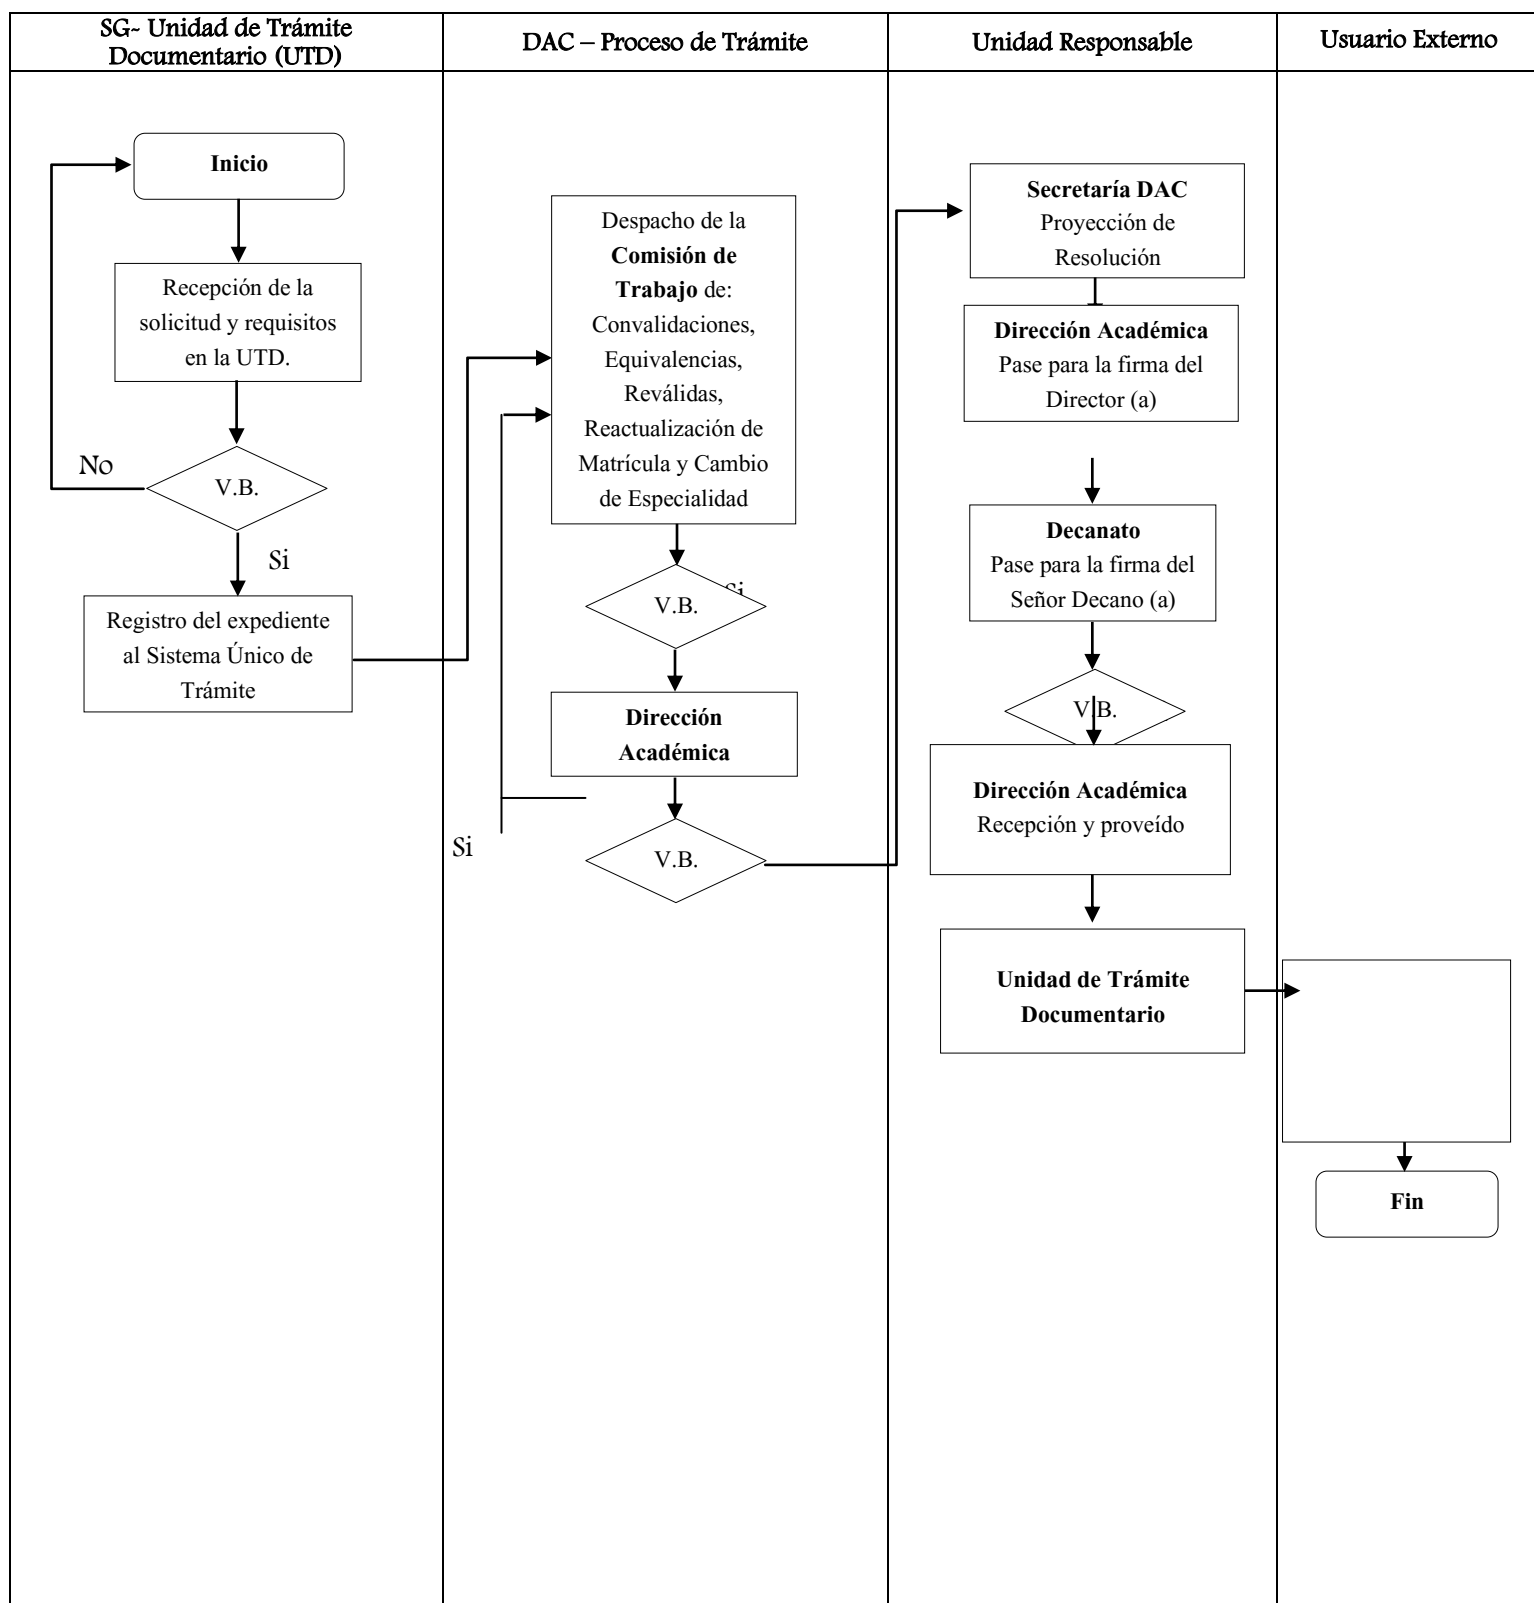 SG- Unidad de Trámite
Documentario (UTD)
DAC – Proceso de Trámite
Unidad Responsable
Usuario Externo
Inicio
Recepción de la
solicitud y requisitos
en la UTD.
No
V.B.
Si
Registro del expediente
al Sistema Único de
Trámite
Despacho de la
Comisión de
Trabajo de:
Convalidaciones,
Equivalencias,
Reválidas,
Reactualización de
Matrícula y Cambio
de Especialidad
Si
V.B.
Dirección
Académica
Si
V.B.
Secretaría DAC
Proyección de
Resolución
Dirección Académica
Pase para la firma del
Director (a)
Decanato
Pase para la firma del
Señor Decano (a)
V.B.
Dirección Académica
Recepción y proveído
Unidad de Trámite
Documentario
Fin